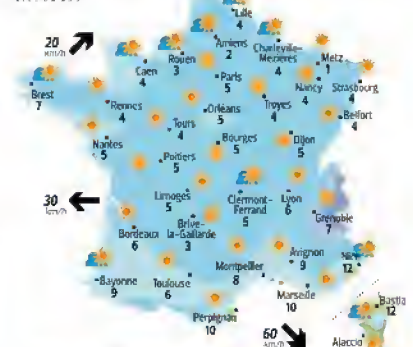 Lille
4
20
km/h
Amiens
2
Rouen
3
Caen
4
Charleville-
Mézières
4
Metz
1
Brest
7
Paris
5
Nancy
4
Strasbourg
4
Rennes
4
Orléans
5
Troyes
4
Belfort
4
Tours
4
Nantes
5
Bourges
5
Dijon
5
Poitiers
5
30
km/h
Limoges
5
Clermont-
Ferrand
5
Lyon
6
Grenoble
7
Bordeaux
6
Brive-
la-Gaillarde
3
Avignon
9
Nice
12
Bayonne
9
Toulouse
6
Montpellier
8
Marseille
10
Perpignan
10
60
km/h
Bastia
12
Ajaccio